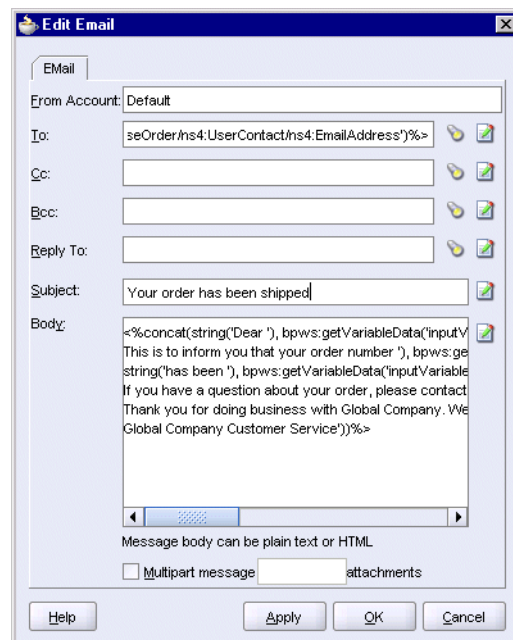 Edit Email
EMail
From Account: Default
To: seOrder/ns4:UserContact/ns4:EmailAddress')%>
Cc:
Bcc:
Reply To:
Subject: Your order has been shipped
Body: <%concat(string('Dear '), bpws:getVariableData('inputV
This is to inform you that your order number '), bpws:ge
string('has been '), bpws:getVariableData('inputVariable
If you have a question about your order, please contact
Thank you for doing business with Global Company. We
Global Company Customer Service'))%>
Message body can be plain text or HTML
Multipart message attachments
Help Apply OK Cancel